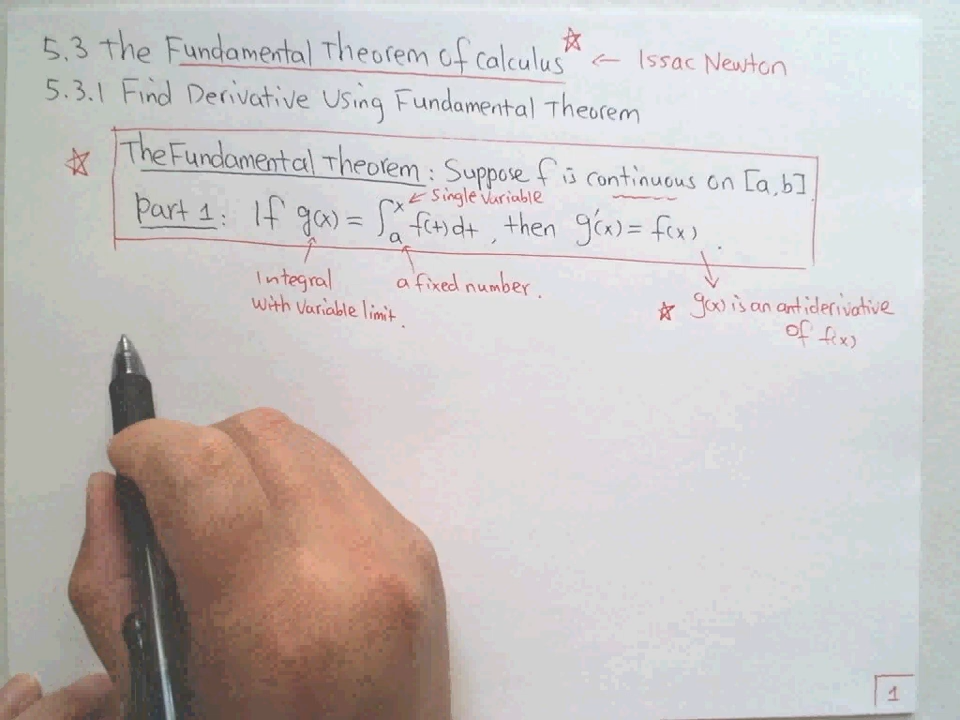 5.3 The Fundamental Theorem of Calculus ← Issac Newton
5.3.1 Find Derivative Using Fundamental Theorem
The Fundamental Theorem: Suppose f is continuous on [a,b].
← Single Variable
Part 1: If g(x) = ∫ₐˣ f(t)dt, then g'(x) = f(x).
Integral with variable limit.
a fixed number.
g(x) is an antiderivative of f(x)
1